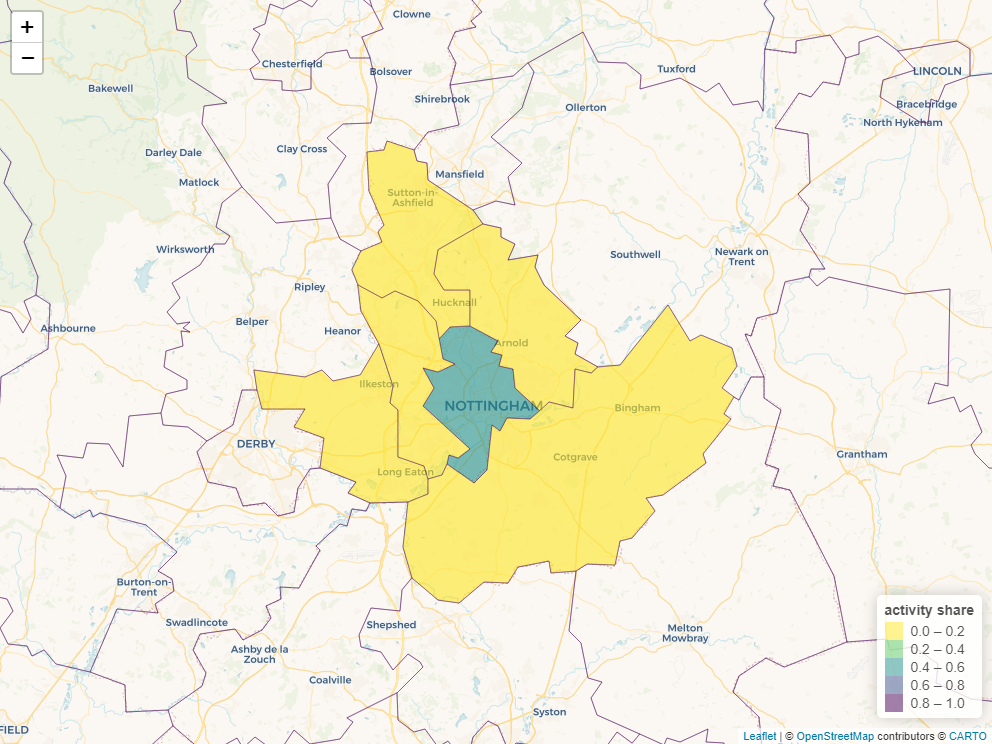 +
−
Clowne
Chesterfield
Bolsover
Tuxford
LINCOLN
Bakewell
Shirebrook
Ollerton
Bracebridge
North Hykeham
Darley Dale
Clay Cross
Mansfield
Matlock
Sutton-in-
Ashfield
Wirksworth
Southwell
Newark on
Trent
Ripley
Hucknall
Belper
Ashbourne
Heanor
Arnold
Ilkeston
NOTTINGHAM
Bingham
DERBY
Cotgrave
Grantham
Long Eaton
Burton-on-
Trent
Swadlincote
Shepshed
Melton
Mowbray
Ashby de la
Zouch
Coalville
Syston
FIELD
activity share
0.0 – 0.2
0.2 – 0.4
0.4 – 0.6
0.6 – 0.8
0.8 – 1.0
Leaflet | © OpenStreetMap contributors © CARTO